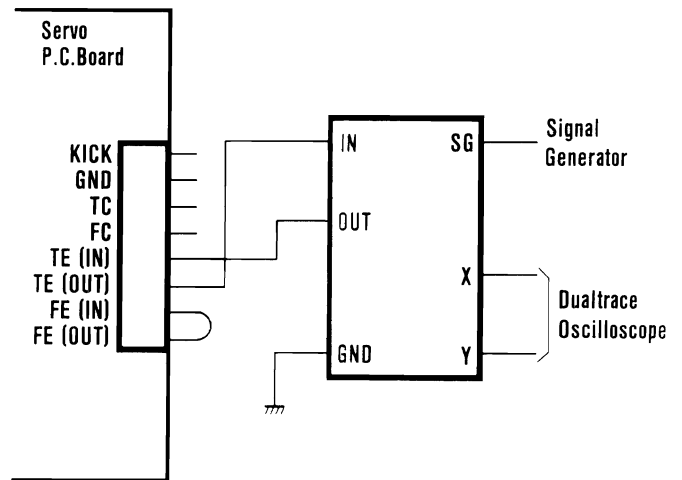 Servo
P.C.Board
KICK
GND
TC
FC
TE (IN)
TE (OUT)
FE (IN)
FE (OUT)
IN
OUT
GND
SG
X
Y
Signal
Generator
Dualtrace
Oscilloscope